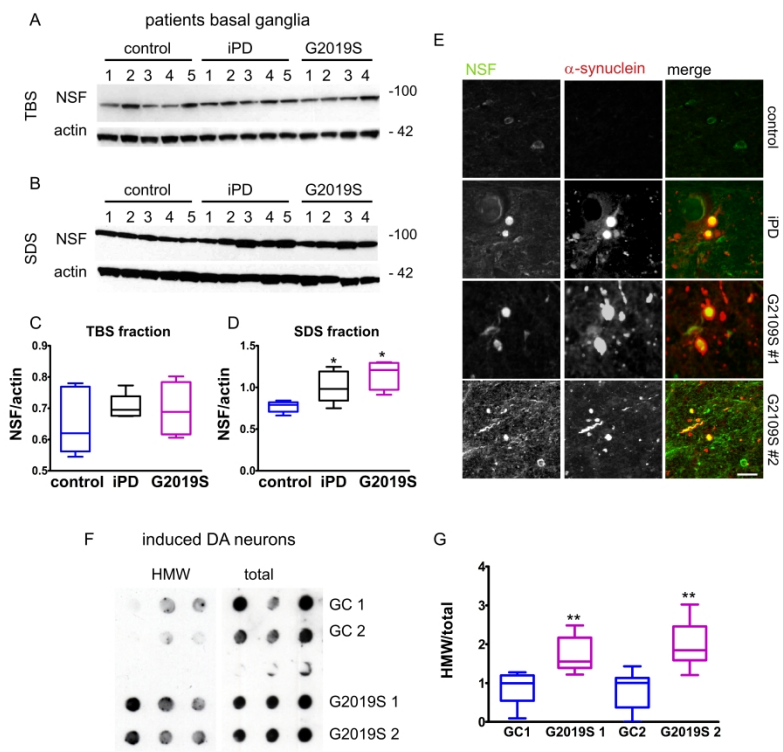 A patients basal ganglia
control iPD G2019S
1 2 3 4 5 1 2 3 4 5 1 2 3 4
TBS
NSF -100
actin - 42
B
control iPD G2019S
1 2 3 4 5 1 2 3 4 5 1 2 3 4
SDS
NSF -100
actin - 42
C TBS fraction
NSF/actin
0.8
0.7
0.6
0.5
control iPD G2019S
D SDS fraction
NSF/actin
1.5
1.0
0.5
0.0
* *
control iPD G2019S
E
NSF α-synuclein merge
control
iPD
G2109S #1
G2109S #2
F induced DA neurons
HMW total
GC 1
GC 2
G2019S 1
G2019S 2
G
HMW/total
4
3
2
1
0
** **
GC1 G2019S 1 GC2 G2019S 2